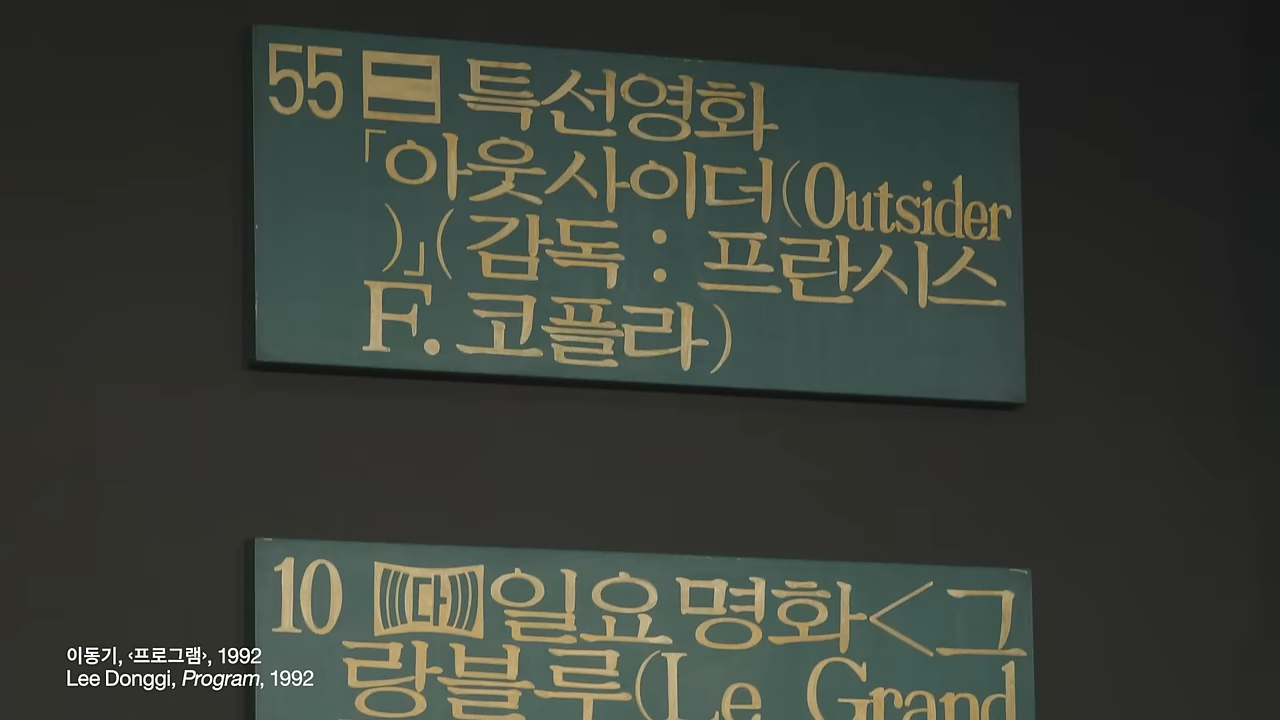 55 특선영화
「아웃사이더(Outsider
)」(감독 : 프란시스
F. 코플라)
10 다 일요명화<그
랑블루(Le Grand
이동기, ‹프로그램›, 1992
Lee Donggi, Program, 1992